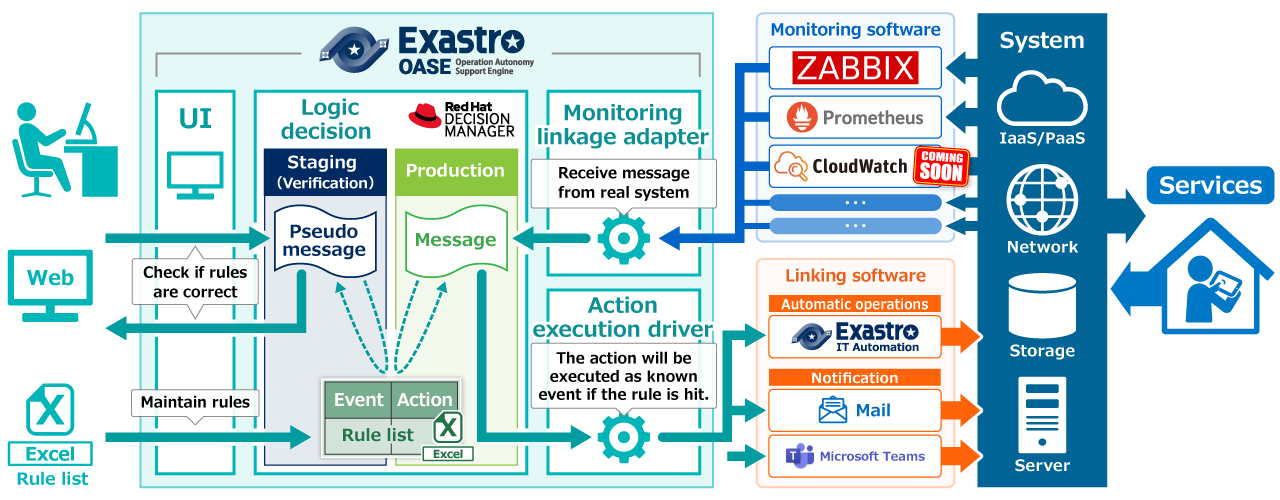 Exastro
OASE
Operation Autonomy
Support Engine
UI
Logic
decision
Red Hat
DECISION
MANAGER
Staging
(Verification)
Production
Pseudo
message
Message
Monitoring
linkage adapter
Receive message
from real system
Web
Check if rules
are correct
Action
execution driver
The action will be
executed as known
event if the rule is hit.
Maintain rules
Event
Action
Rule list
X
Excel
X
Excel
Rule list
Monitoring software
ZABBIX
Prometheus
CloudWatch
COMING
SOON
...
...
Linking software
Automatic operations
Exastro
IT Automation
Notification
Mail
T
Microsoft Teams
System
IaaS/PaaS
Network
Storage
Server
Services